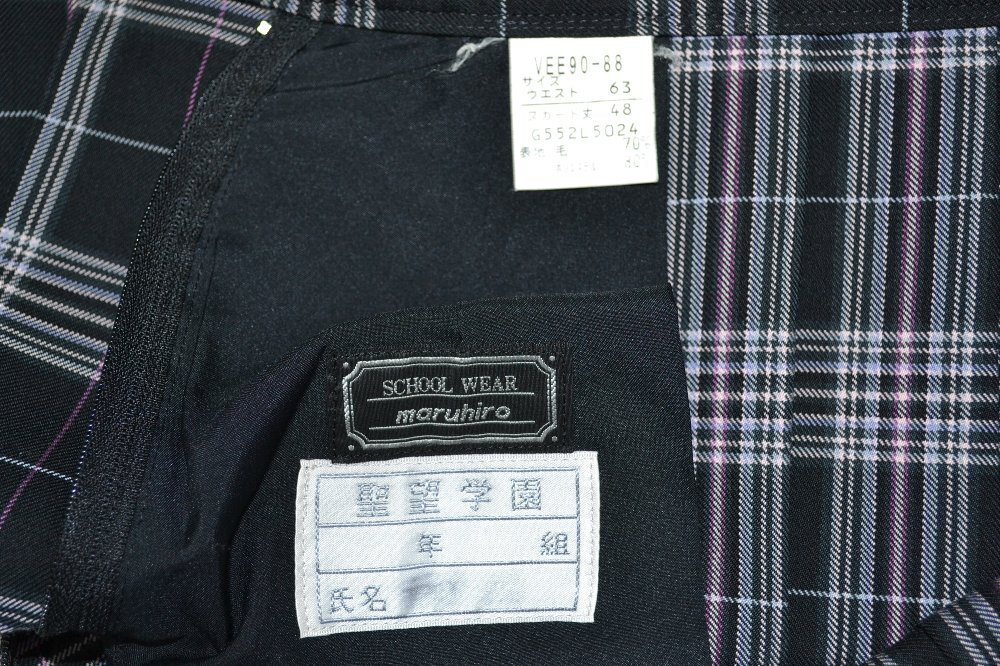 VEE90-88
サイズ
ウエスト 63
スカート丈 48
G552L5024
表地 毛 70%
SCHOOL WEAR
maruhiro
聖望学園
年 組
氏名